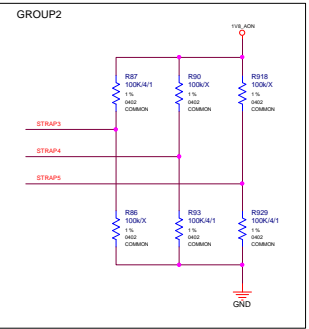 GROUP2
1V8_AON
R87
100K/4/1
1 %
0402
COMMON
R90
100k/X
1 %
0402
COMMON
R918
100k/X
1 %
0402
COMMON
STRAP3
STRAP4
STRAP5
R86
100k/X
1 %
0402
COMMON
R93
100K/4/1
1 %
0402
COMMON
R929
100K/4/1
1 %
0402
COMMON
GND